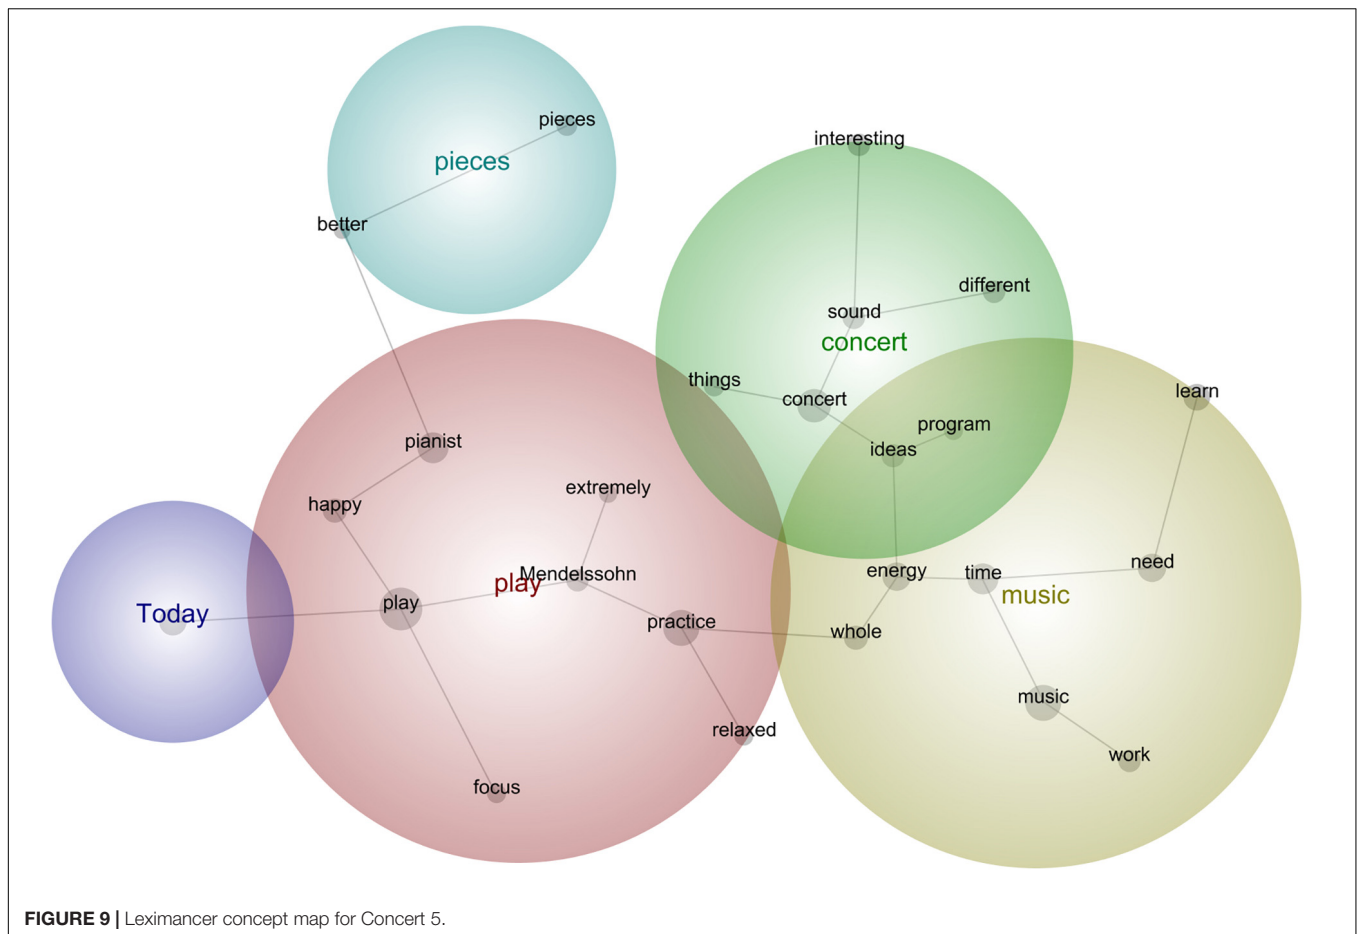 pieces
pieces
better
interesting
different
sound
concert
things
concert
learn
program
ideas
pianist
extremely
happy
Mendelssohn
play
energy
time
need
music
Today
play
practice
whole
music
relaxed
work
focus
FIGURE 9 | Leximancer concept map for Concert 5.